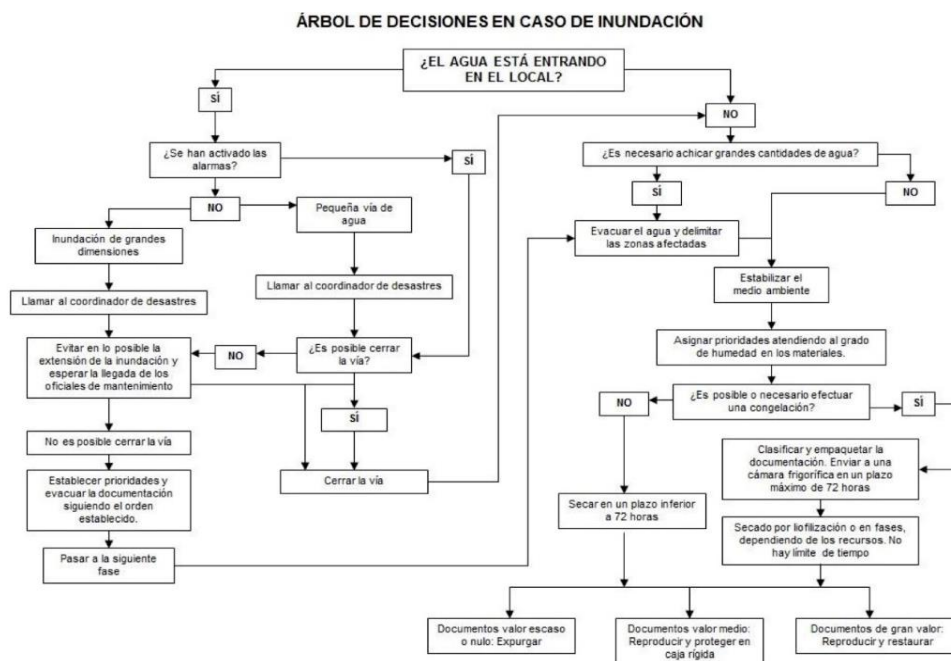 ÁRBOL DE DECISIONES EN CASO DE INUNDACIÓN
¿EL AGUA ESTÁ ENTRANDO
EN EL LOCAL?
SÍ
NO
¿Se han activado las
alarmas?
SÍ
¿Es necesario achicar grandes cantidades de agua?
SÍ
NO
NO
Pequeña vía de
agua
Inundación de grandes
dimensiones
Evacuar el agua y delimitar
las zonas afectadas
Llamar al coordinador de desastres
Llamar al coordinador de desastres
Estabilizar el
medio ambiente
Evitar en lo posible la
extensión de la inundación y
esperar la llegada de los
oficiales de mantenimiento
NO
¿Es posible cerrar
la vía?
Asignar prioridades atendiendo al grado
de humedad en los materiales.
SÍ
NO
¿Es posible o necesario efectuar
una congelación?
SÍ
No es posible cerrar la vía
Cerrar la vía
Establecer prioridades y
evacuar la documentación
siguiendo el orden
establecido.
Clasificar y empaquetar la
documentación. Enviar a una
cámara frigorífica en un plazo
máximo de 72 horas
Secar en un plazo inferior
a 72 horas
Secado por liofilización o en fases,
dependiendo de los recursos. No
hay límite de tiempo
Pasar a la siguiente
fase
Documentos valor escaso
o nulo: Expurgar
Documentos valor medio:
Reproducir y proteger en
caja rígida
Documentos de gran valor:
Reproducir y restaurar